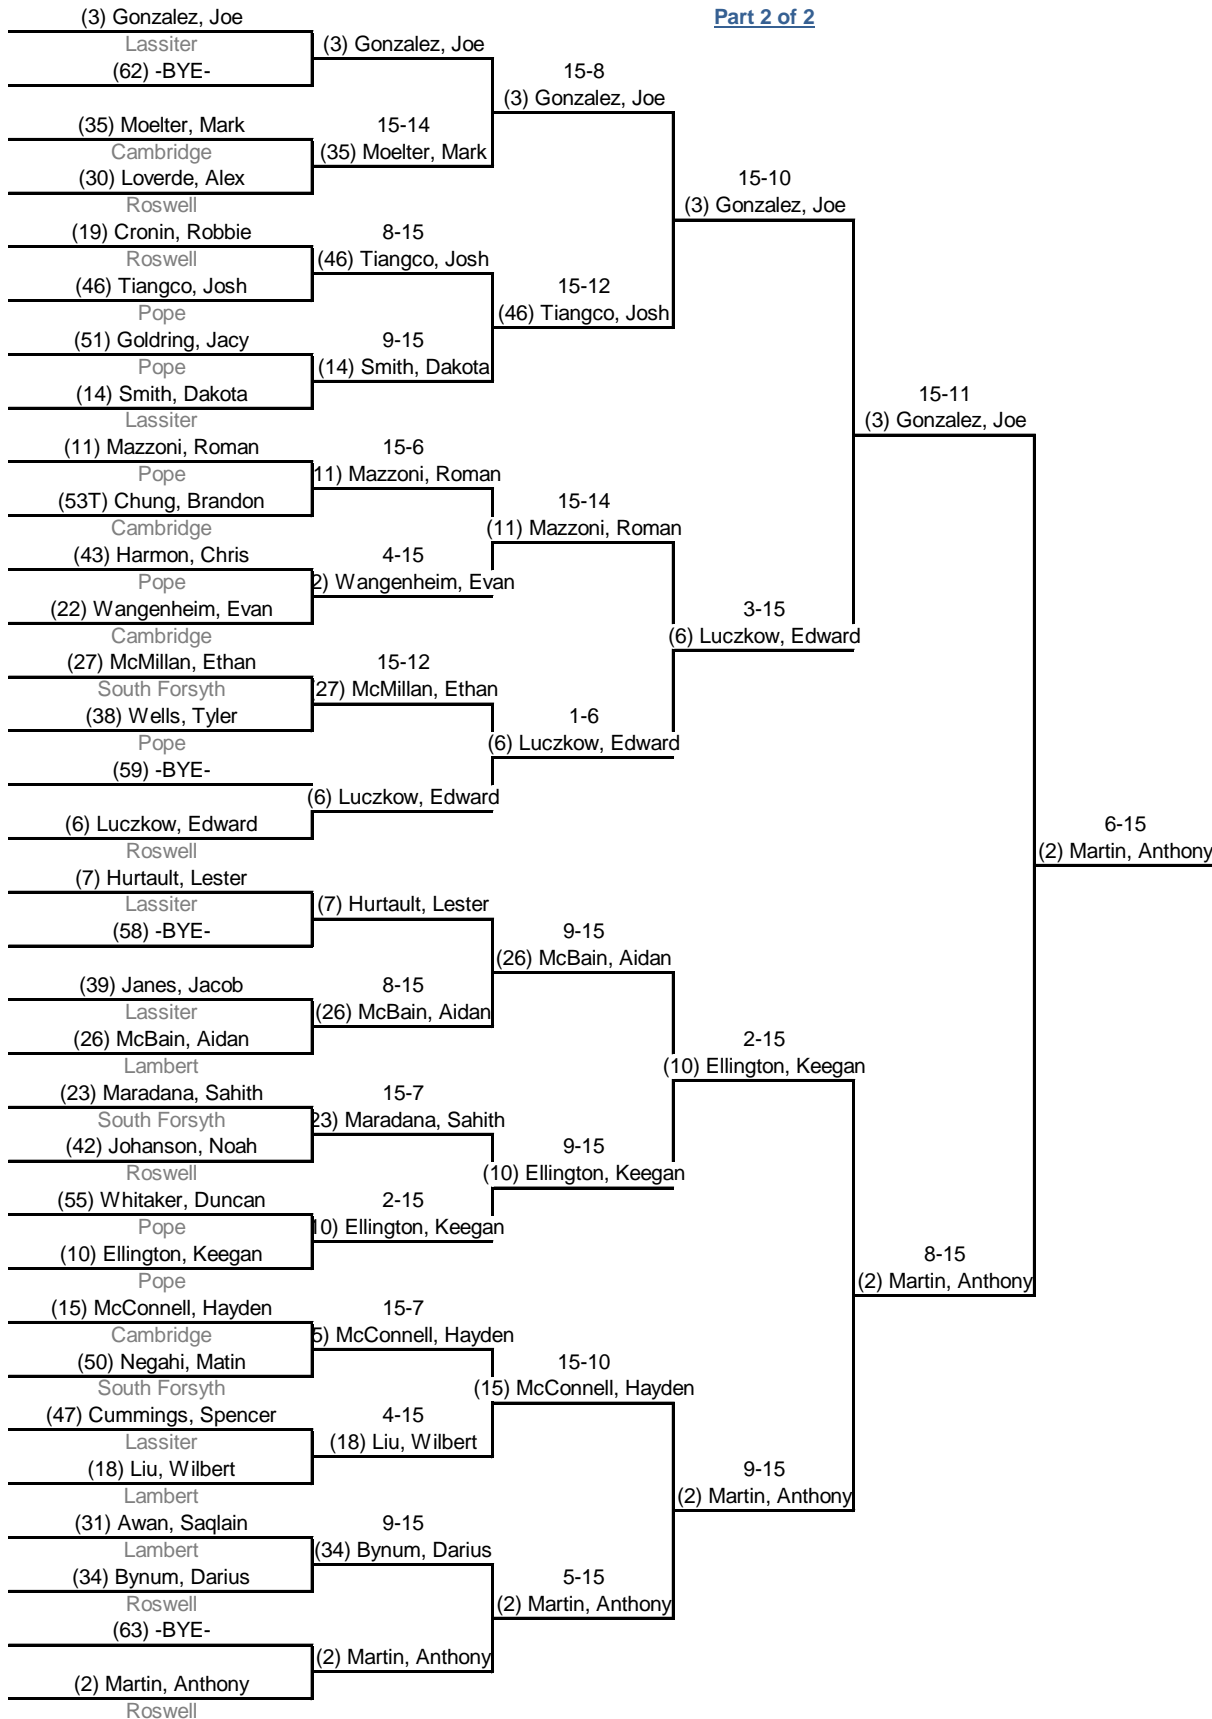 (3) Gonzalez, Joe
Part 2 of 2
Lassiter
(3) Gonzalez, Joe
(62) -BYE-
15-8
(3) Gonzalez, Joe
(35) Moelter, Mark
15-14
Cambridge
(35) Moelter, Mark
(30) Loverde, Alex
15-10
Roswell
(3) Gonzalez, Joe
(19) Cronin, Robbie
8-15
Roswell
(46) Tiangco, Josh
(46) Tiangco, Josh
15-12
Pope
(46) Tiangco, Josh
(51) Goldring, Jacy
9-15
Pope
(14) Smith, Dakota
(14) Smith, Dakota
15-11
Lassiter
(3) Gonzalez, Joe
(11) Mazzoni, Roman
15-6
Pope
11) Mazzoni, Roman
(53T) Chung, Brandon
15-14
Cambridge
(11) Mazzoni, Roman
(43) Harmon, Chris
4-15
Pope
2) Wangenheim, Evan
(22) Wangenheim, Evan
3-15
Cambridge
(6) Luczkow, Edward
(27) McMillan, Ethan
15-12
South Forsyth
27) McMillan, Ethan
(38) Wells, Tyler
1-6
Pope
(6) Luczkow, Edward
(59) -BYE-
(6) Luczkow, Edward
(6) Luczkow, Edward
6-15
Roswell
(2) Martin, Anthony
(7) Hurtault, Lester
Lassiter
(7) Hurtault, Lester
(58) -BYE-
9-15
(26) McBain, Aidan
(39) Janes, Jacob
8-15
Lassiter
(26) McBain, Aidan
(26) McBain, Aidan
2-15
Lambert
(10) Ellington, Keegan
(23) Maradana, Sahith
15-7
South Forsyth
23) Maradana, Sahith
(42) Johanson, Noah
9-15
Roswell
(10) Ellington, Keegan
(55) Whitaker, Duncan
2-15
Pope
10) Ellington, Keegan
(10) Ellington, Keegan
8-15
Pope
(2) Martin, Anthony
(15) McConnell, Hayden
15-7
Cambridge
5) McConnell, Hayden
(50) Negahi, Matin
15-10
South Forsyth
(15) McConnell, Hayden
(47) Cummings, Spencer
4-15
Lassiter
(18) Liu, Wilbert
(18) Liu, Wilbert
9-15
Lambert
(2) Martin, Anthony
(31) Awan, Saqlain
9-15
Lambert
(34) Bynum, Darius
(34) Bynum, Darius
5-15
Roswell
(2) Martin, Anthony
(63) -BYE-
(2) Martin, Anthony
(2) Martin, Anthony
Roswell